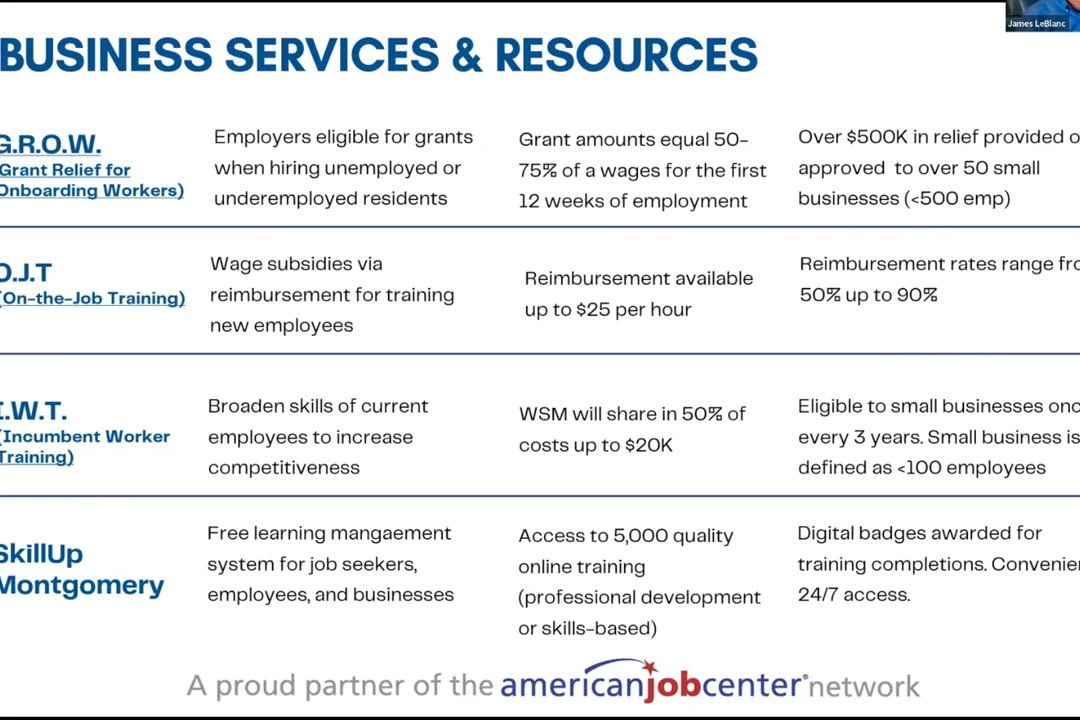 James LeBlanc
BUSINESS SERVICES & RESOURCES
G.R.O.W.
Grant Relief for
Onboarding Workers)
Employers eligible for grants
when hiring unemployed or
underemployed residents
Grant amounts equal 50-
75% of a wages for the first
12 weeks of employment
Over $500K in relief provided o
approved to over 50 small
businesses (<500 emp)
O.J.T
(On-the-Job Training)
Wage subsidies via
reimbursement for training
new employees
Reimbursement available
up to $25 per hour
Reimbursement rates range fro
50% up to 90%
I.W.T.
(Incumbent Worker
Training)
Broaden skills of current
employees to increase
competitiveness
WSM will share in 50% of
costs up to $20K
Eligible to small businesses onc
every 3 years. Small business is
defined as <100 employees
SkillUp
Montgomery
Free learning mangaement
system for job seekers,
employees, and businesses
Access to 5,000 quality
online training
(professional development
or skills-based)
Digital badges awarded for
training completions. Convenien
24/7 access.
A proud partner of the americanjobcenter® network